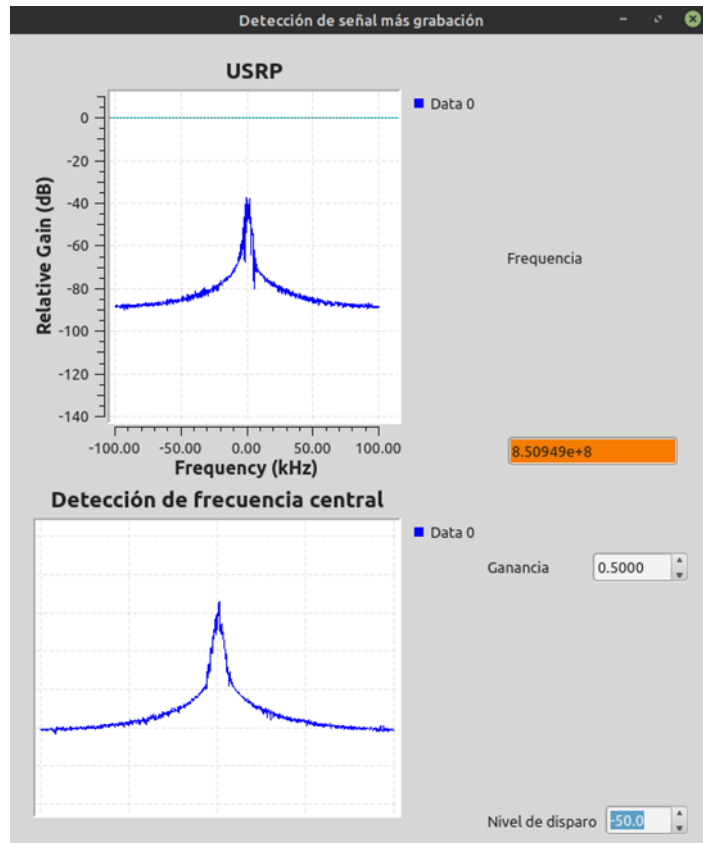 Detección de señal más grabación
USRP
Data 0
0
-20
-40
-60
-80
-100
-120
-140
Relative Gain (dB)
-100.00 -50.00 0.00 50.00 100.00
Frequency (kHz)
Frequencia
8.50949e+8
Detección de frecuencia central
Data 0
Ganancia 0.5000
Nivel de disparo -50.0